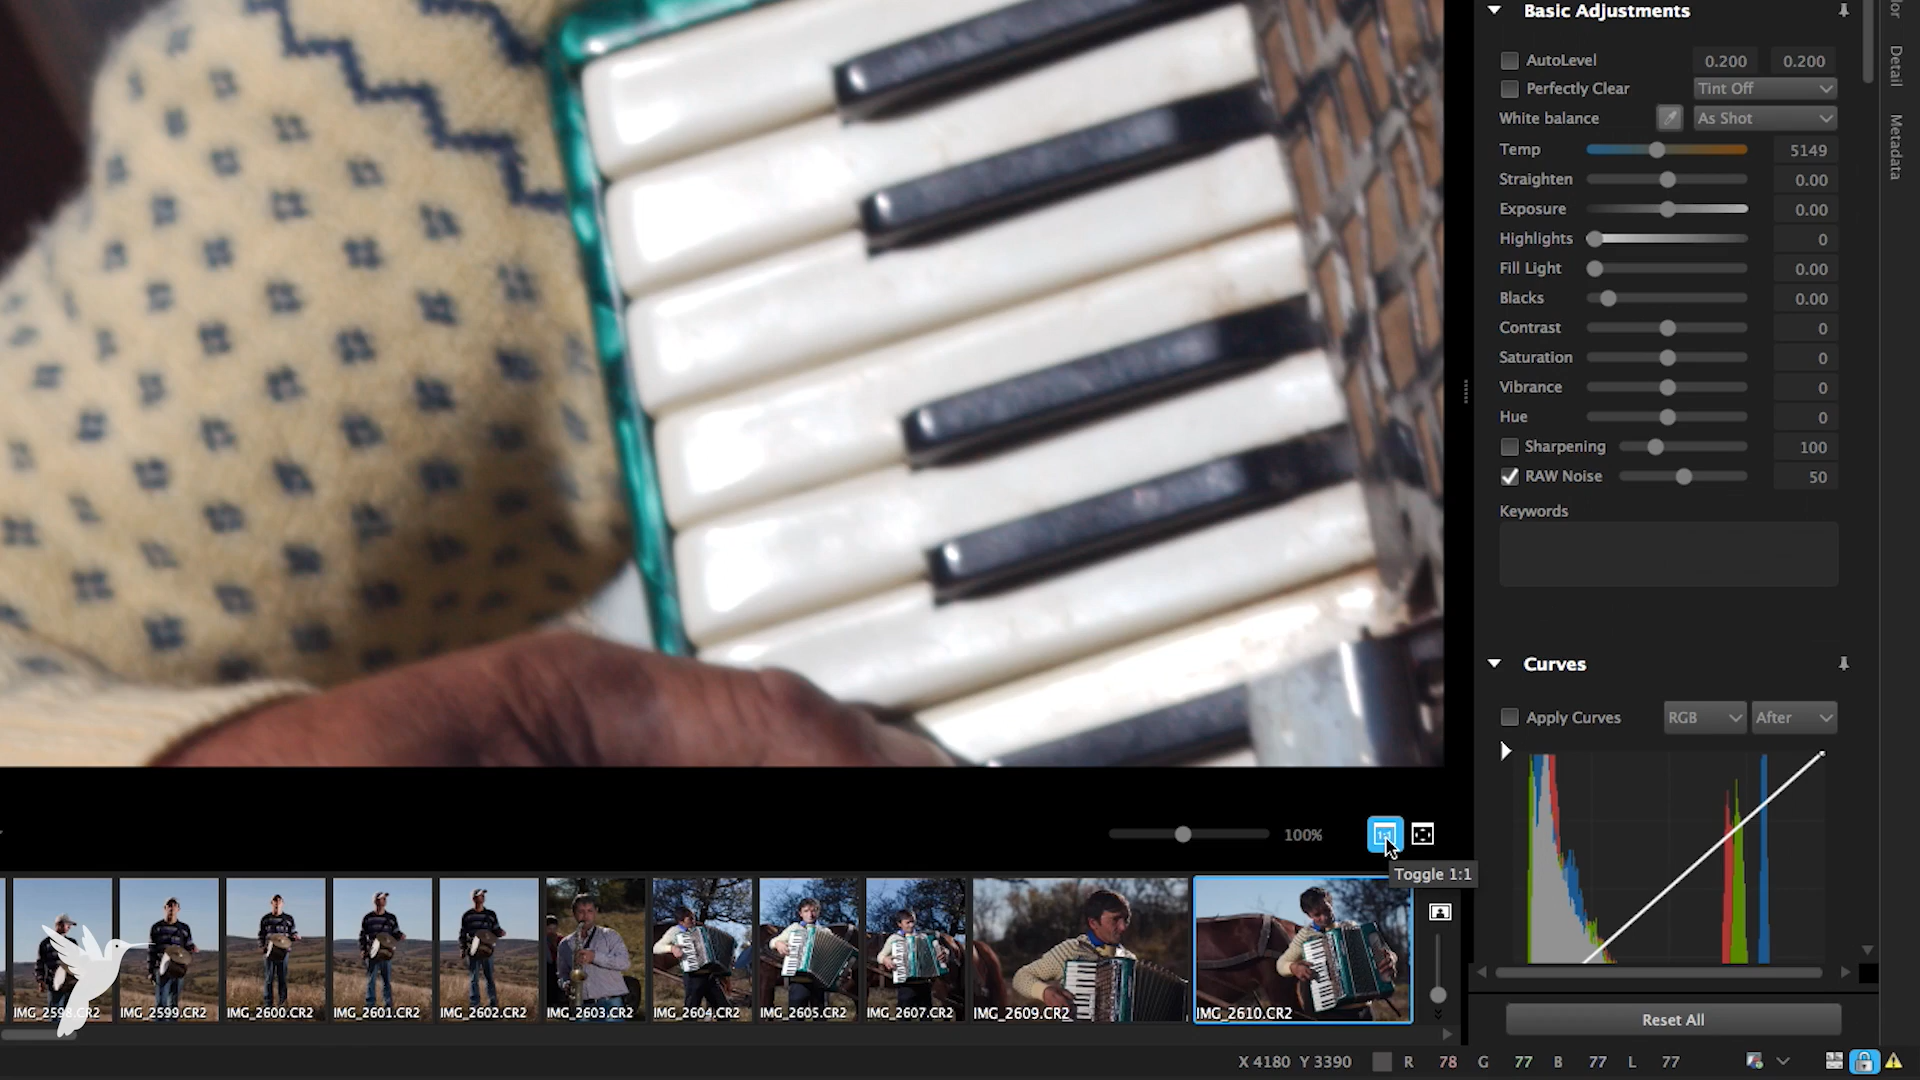 Basic Adjustments
AutoLevel 0.200 0.200
Perfectly Clear Tint Off
White balance As Shot
Temp 5149
Straighten 0.00
Exposure 0.00
Highlights 0
Fill Light 0.00
Blacks 0.00
Contrast 0
Saturation 0
Vibrance 0
Hue 0
Sharpening 100
RAW Noise 50
Keywords
Detail
Metadata
Curves
Apply Curves RGB After
100%
1:1
Toggle 1:1
IMG_2598.CR2 IMG_2599.CR2 IMG_2600.CR2 IMG_2601.CR2 IMG_2602.CR2 IMG_2603.CR2 IMG_2604.CR2 IMG_2605.CR2 IMG_2607.CR2 IMG_2609.CR2 IMG_2610.CR2
Reset All
X 4180 Y 3390 R 78 G 77 B 77 L 77